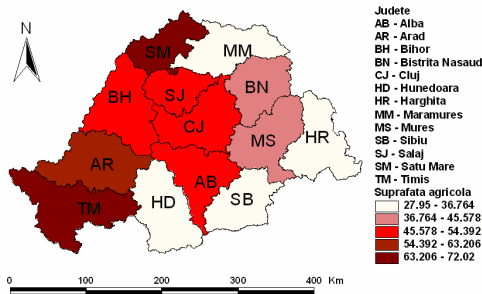 N
SM
MM
BH
SJ
BN
CJ
MS
HR
AR
AB
TM
HD
SB
0 100 200 300 400 Km
Judete
AB - Alba
AR - Arad
BH - Bihor
BN - Bistrita Nasaud
CJ - Cluj
HD - Hunedoara
HR - Harghita
MM - Maramures
MS - Mures
SB - Sibiu
SJ - Salaj
SM - Satu Mare
TM - Timis
Suprafata agricola
27.95 - 36.764
36.764 - 45.578
45.578 - 54.392
54.392 - 63.206
63.206 - 72.02